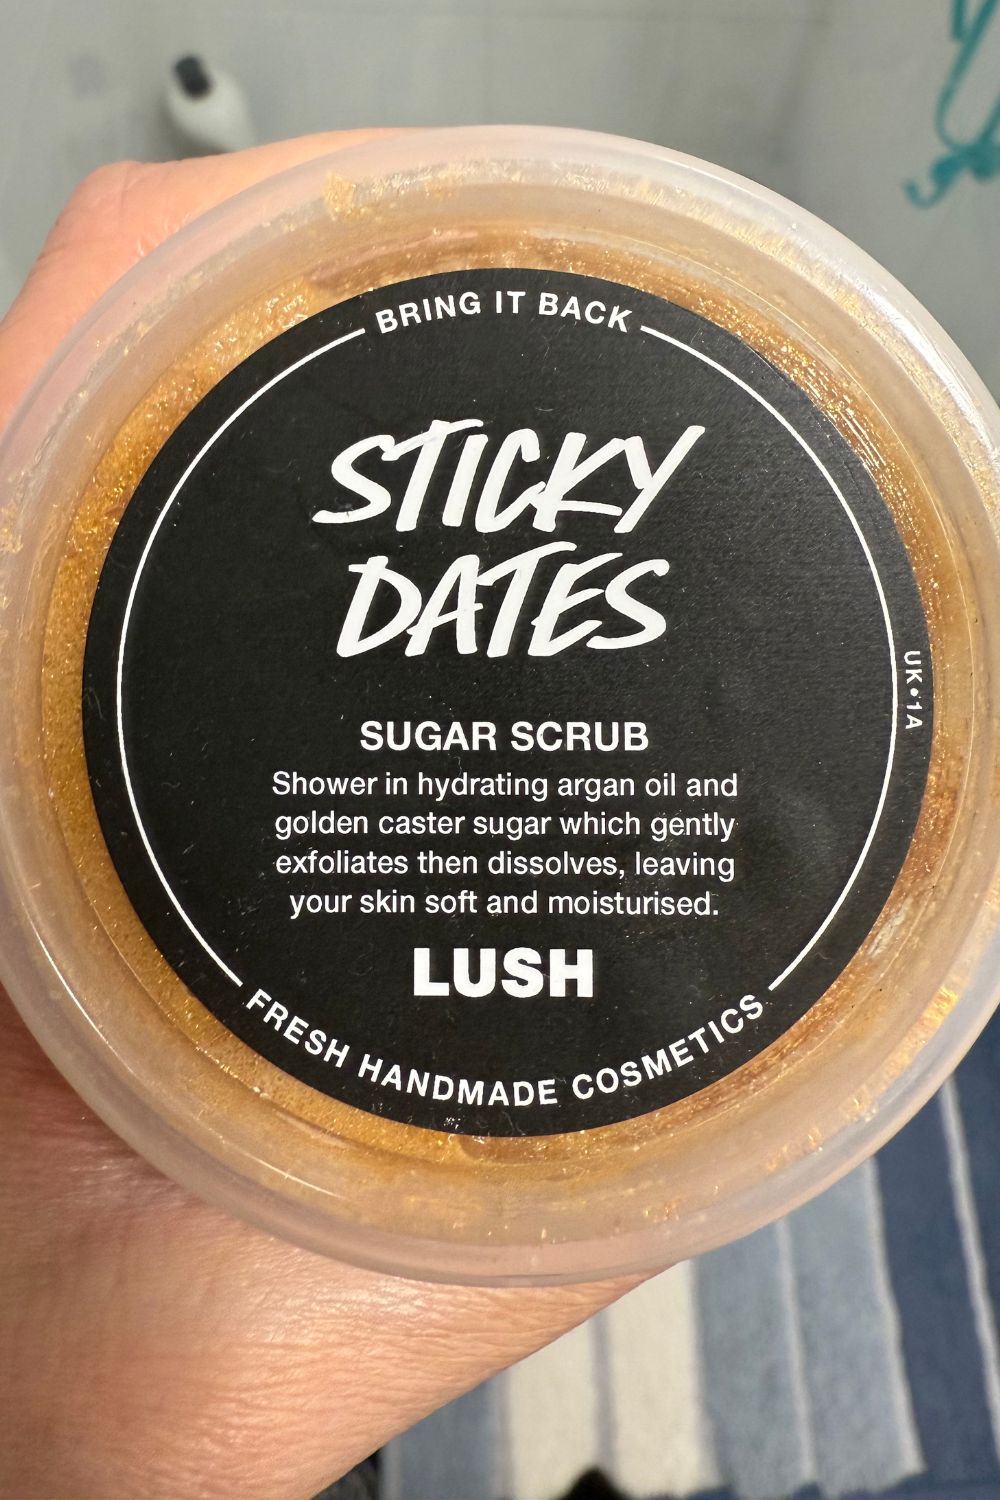 BRING IT BACK
STICKY
DATES
SUGAR SCRUB
Shower in hydrating argan oil and
golden caster sugar which gently
exfoliates then dissolves, leaving
your skin soft and moisturised.
LUSH
FRESH HANDMADE COSMETICS
UK•1A